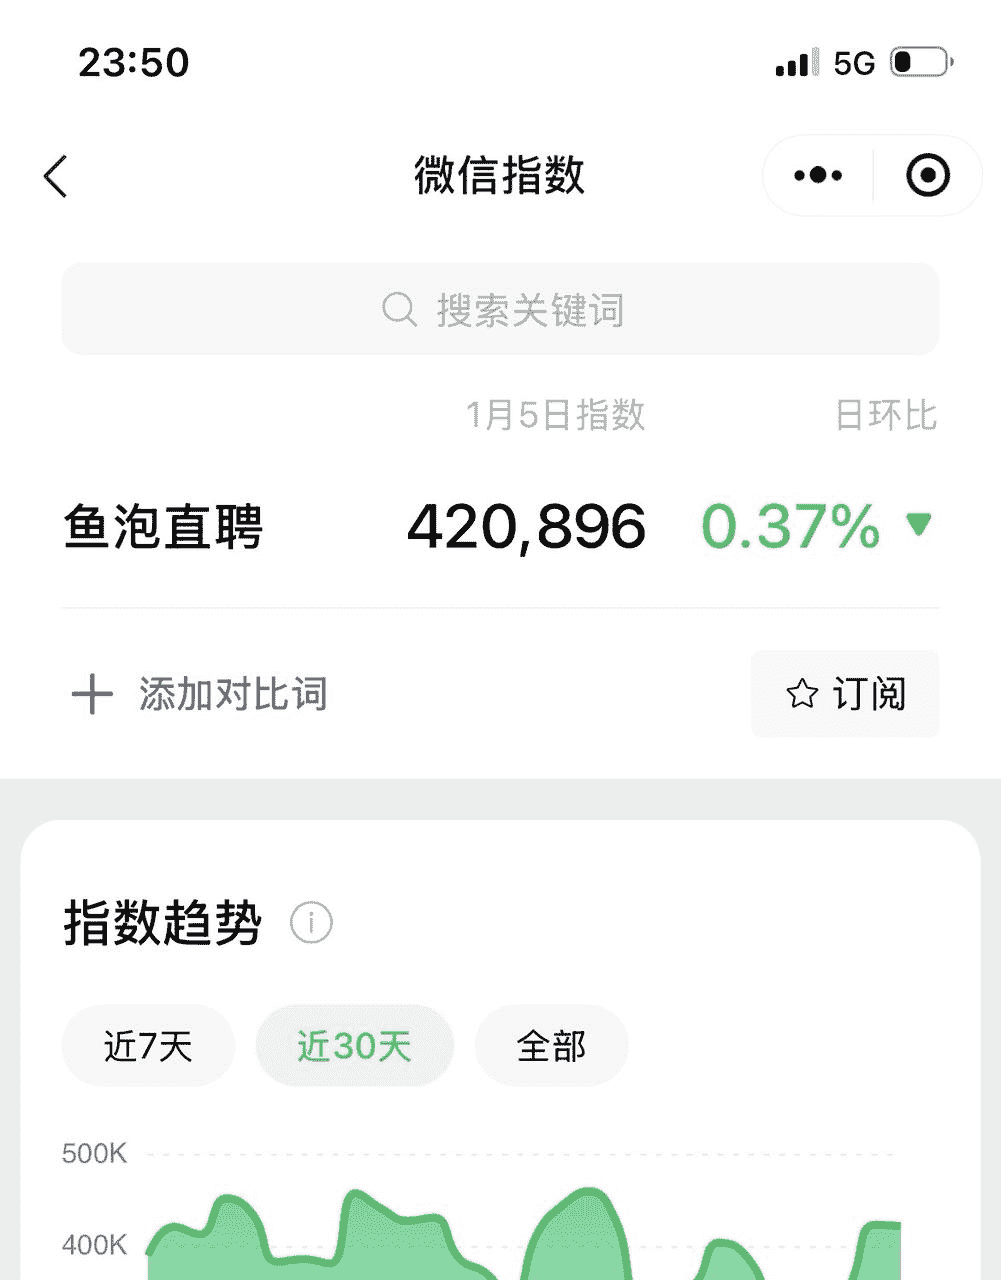 23:50 5G
微信指数
搜索关键词
1月5日指数 日环比
鱼泡直聘 420,896 0.37%
添加对比词 订阅
指数趋势
近7天 近30天 全部
500K
400K